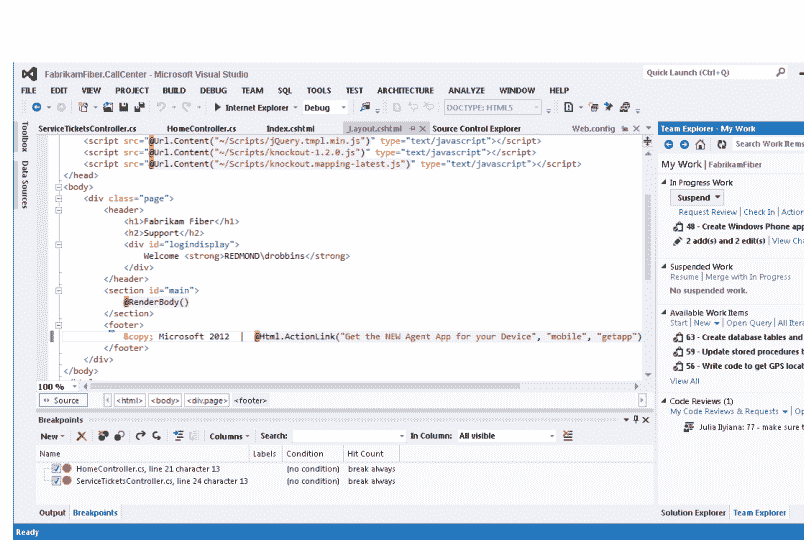 FabrikamFiber.CallCenter - Microsoft Visual Studio
Quick Launch (Ctrl+Q)
FILE EDIT VIEW PROJECT BUILD DEBUG TEAM SQL TOOLS TEST ARCHITECTURE ANALYZE WINDOW HELP
Internet Explorer Debug DOCTYPE: HTML5
Toolbox
Data Sources
ServiceTicketsController.cs HomeController.cs Index.cshtml _Layout.cshtml Source Control Explorer Web.config
<script src="@Url.Content("~/Scripts/jQuery.tmpl.min.js")" type="text/javascript"></script>
<script src="@Url.Content("~/Scripts/knockout-1.2.0.js")" type="text/javascript"></script>
<script src="@Url.Content("~/Scripts/knockout.mapping-latest.js")" type="text/javascript"></script>
</head>
<body>
<div class="page">
<header>
<h1>Fabrikam Fiber</h1>
<h2>Support</h2>
<div id="logindisplay">
Welcome <strong>REDMOND\drobbins</strong>
</div>
</header>
<section id="main">
@RenderBody()
</section>
<footer>
&copy; Microsoft 2012 | @Html.ActionLink("Get the NEW Agent App for your Device", "mobile", "getapp")
</footer>
</div>
</body>
100 %
Source <html> <body> <div.page> <footer>
Breakpoints
New Columns Search: In Column: All visible
Name Labels Condition Hit Count
HomeController.cs, line 21 character 13 (no condition) break always
ServiceTicketsController.cs, line 24 character 13 (no condition) break always
Output Breakpoints
Ready
Team Explorer - My Work
Search Work Items
My Work | FabrikamFiber
In Progress Work
Suspend
Request Review | Check In | Action
48 - Create Windows Phone app
2 add(s) and 2 edit(s) | View Cha
Suspended Work
Resume | Merge with In Progress
No suspended work.
Available Work Items
Start | New | Open Query | All Itera
63 - Create database tables and
59 - Update stored procedures
56 - Write code to get GPS locat
View All
Code Reviews (1)
My Code Reviews & Requests | Op
Julia Ilyiana: 77 - make sure t
Solution Explorer Team Explorer